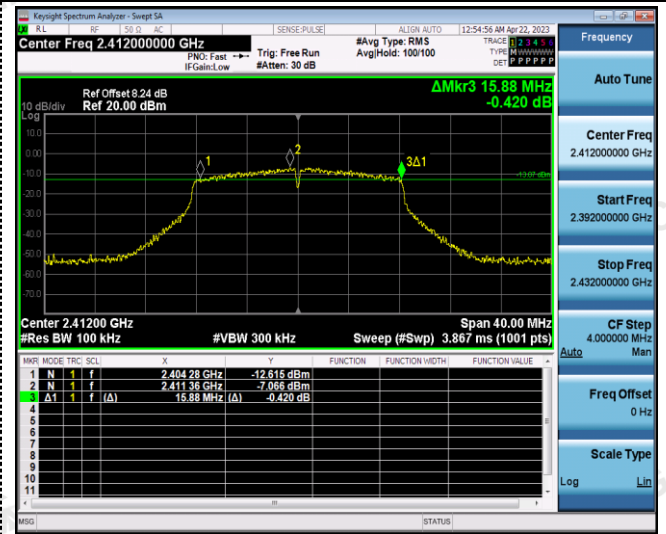 Keysight Spectrum Analyzer - Swept SA
RL RF 50 Ω AC SENSE:PULSE ALIGN AUTO 12:54:56 AM Apr 22, 2023
Center Freq 2.412000000 GHz
PNO: Fast
IFGain:Low
Trig: Free Run
#Atten: 30 dB
#Avg Type: RMS
Avg|Hold: 100/100
TRACE 1 2 3 4 5 6
TYPE M W W W W W
DET P P P P P P
Frequency
Auto Tune
Center Freq
2.412000000 GHz
Start Freq
2.392000000 GHz
Stop Freq
2.432000000 GHz
CF Step
4.000000 MHz
Auto Man
Freq Offset
0 Hz
Scale Type
Log Lin
ΔMkr3 15.88 MHz
-0.420 dB
Ref Offset 8.24 dB
10 dB/div Ref 20.00 dBm
Log
10.0
0.00
-10.0
-20.0
-30.0
-40.0
-50.0
-60.0
-70.0
1
2
3Δ1
-13.07 dBm
Center 2.41200 GHz Span 40.00 MHz
#Res BW 100 kHz #VBW 300 kHz Sweep (#Swp) 3.867 ms (1001 pts)
MKR MODE TRC SCL X Y FUNCTION FUNCTION WIDTH FUNCTION VALUE
1 N 1 f 2.404 28 GHz -12.615 dBm
2 N 1 f 2.411 36 GHz -7.066 dBm
3 Δ1 1 f (Δ) 15.88 MHz (Δ) -0.420 dB
4
5
6
7
8
9
10
11
MSG STATUS